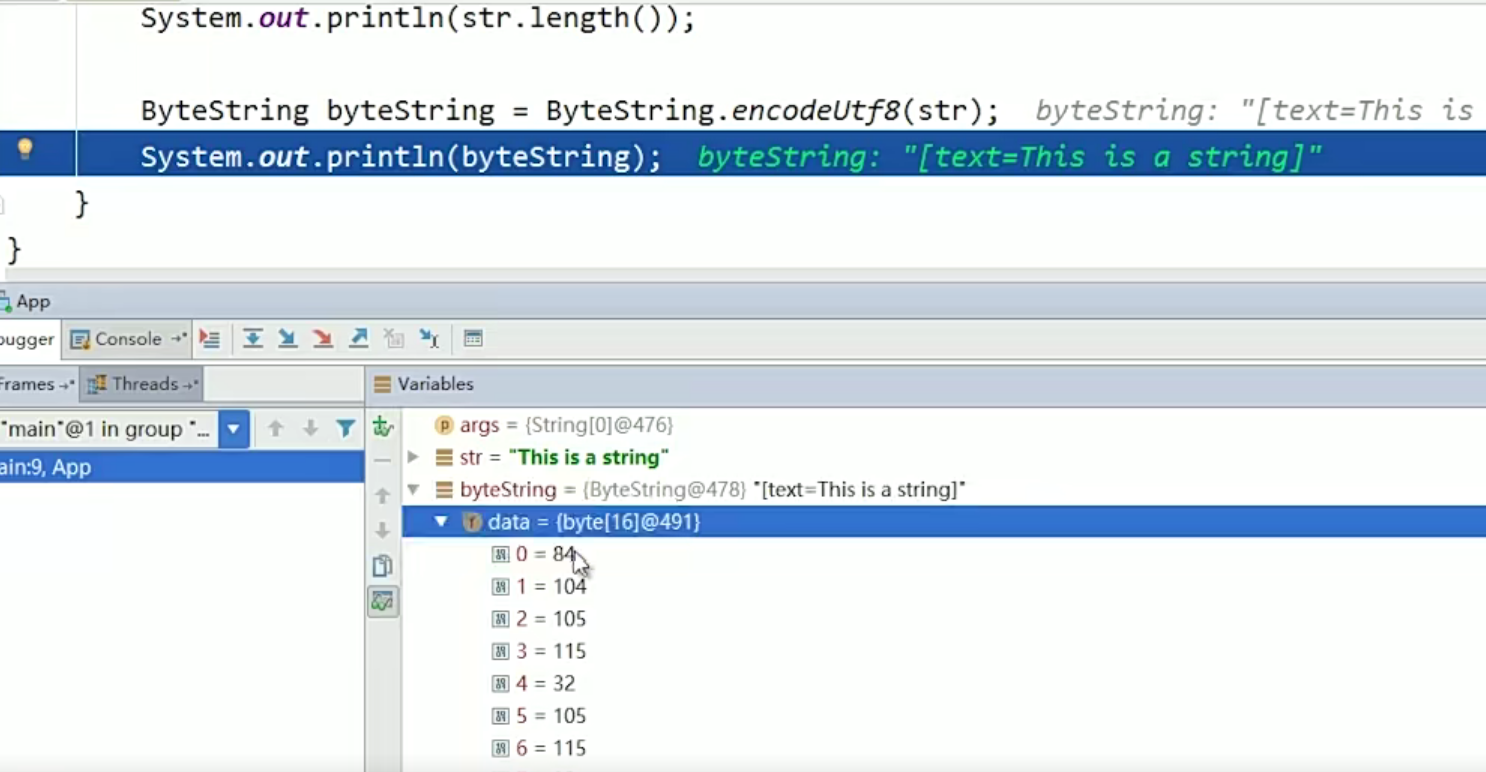 System.out.println(str.length());
ByteString byteString = ByteString.encodeUtf8(str);  byteString: "[text=This is
System.out.println(byteString);  byteString: "[text=This is a string]"
}
}
App
ugger Console
Frames Threads
"main"@1 in group "...
ain:9, App
Variables
args = {String[0]@476}
str = "This is a string"
byteString = {ByteString@478} "[text=This is a string]"
data = {byte[16]@491}
0 = 84
1 = 104
2 = 105
3 = 115
4 = 32
5 = 105
6 = 115